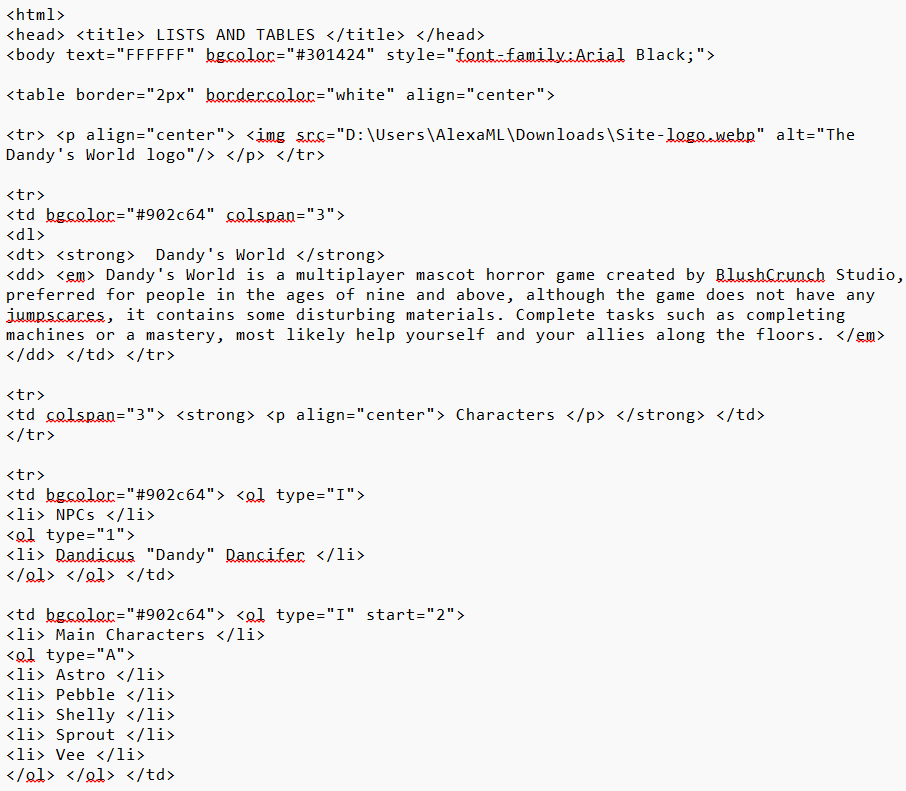 <html>
<head> <title> LISTS AND TABLES </title> </head>
<body text="FFFFFF" bgcolor="#301424" style="font-family:Arial Black;">
<table border="2px" bordercolor="white" align="center">
<tr> <p align="center"> <img src="D:\Users\AlexaML\Downloads\Site-logo.webp" alt="The
Dandy's World logo"/> </p> </tr>
<tr>
<td bgcolor="#902c64" colspan="3">
<dl>
<dt> <strong>  Dandy's World </strong>
<dd> <em> Dandy's World is a multiplayer mascot horror game created by BlushCrunch Studio,
preferred for people in the ages of nine and above, although the game does not have any
jumpscares, it contains some disturbing materials. Complete tasks such as completing
machines or a mastery, most likely help yourself and your allies along the floors. </em>
</dd> </td> </tr>
<tr>
<td colspan="3"> <strong> <p align="center"> Characters </p> </strong> </td>
</tr>
<tr>
<td bgcolor="#902c64"> <ol type="I">
<li> NPCs </li>
<ol type="1">
<li> Dandicus "Dandy" Dancifer </li>
</ol> </ol> </td>
<td bgcolor="#902c64"> <ol type="I" start="2">
<li> Main Characters </li>
<ol type="A">
<li> Astro </li>
<li> Pebble </li>
<li> Shelly </li>
<li> Sprout </li>
<li> Vee </li>
</ol> </ol> </td>